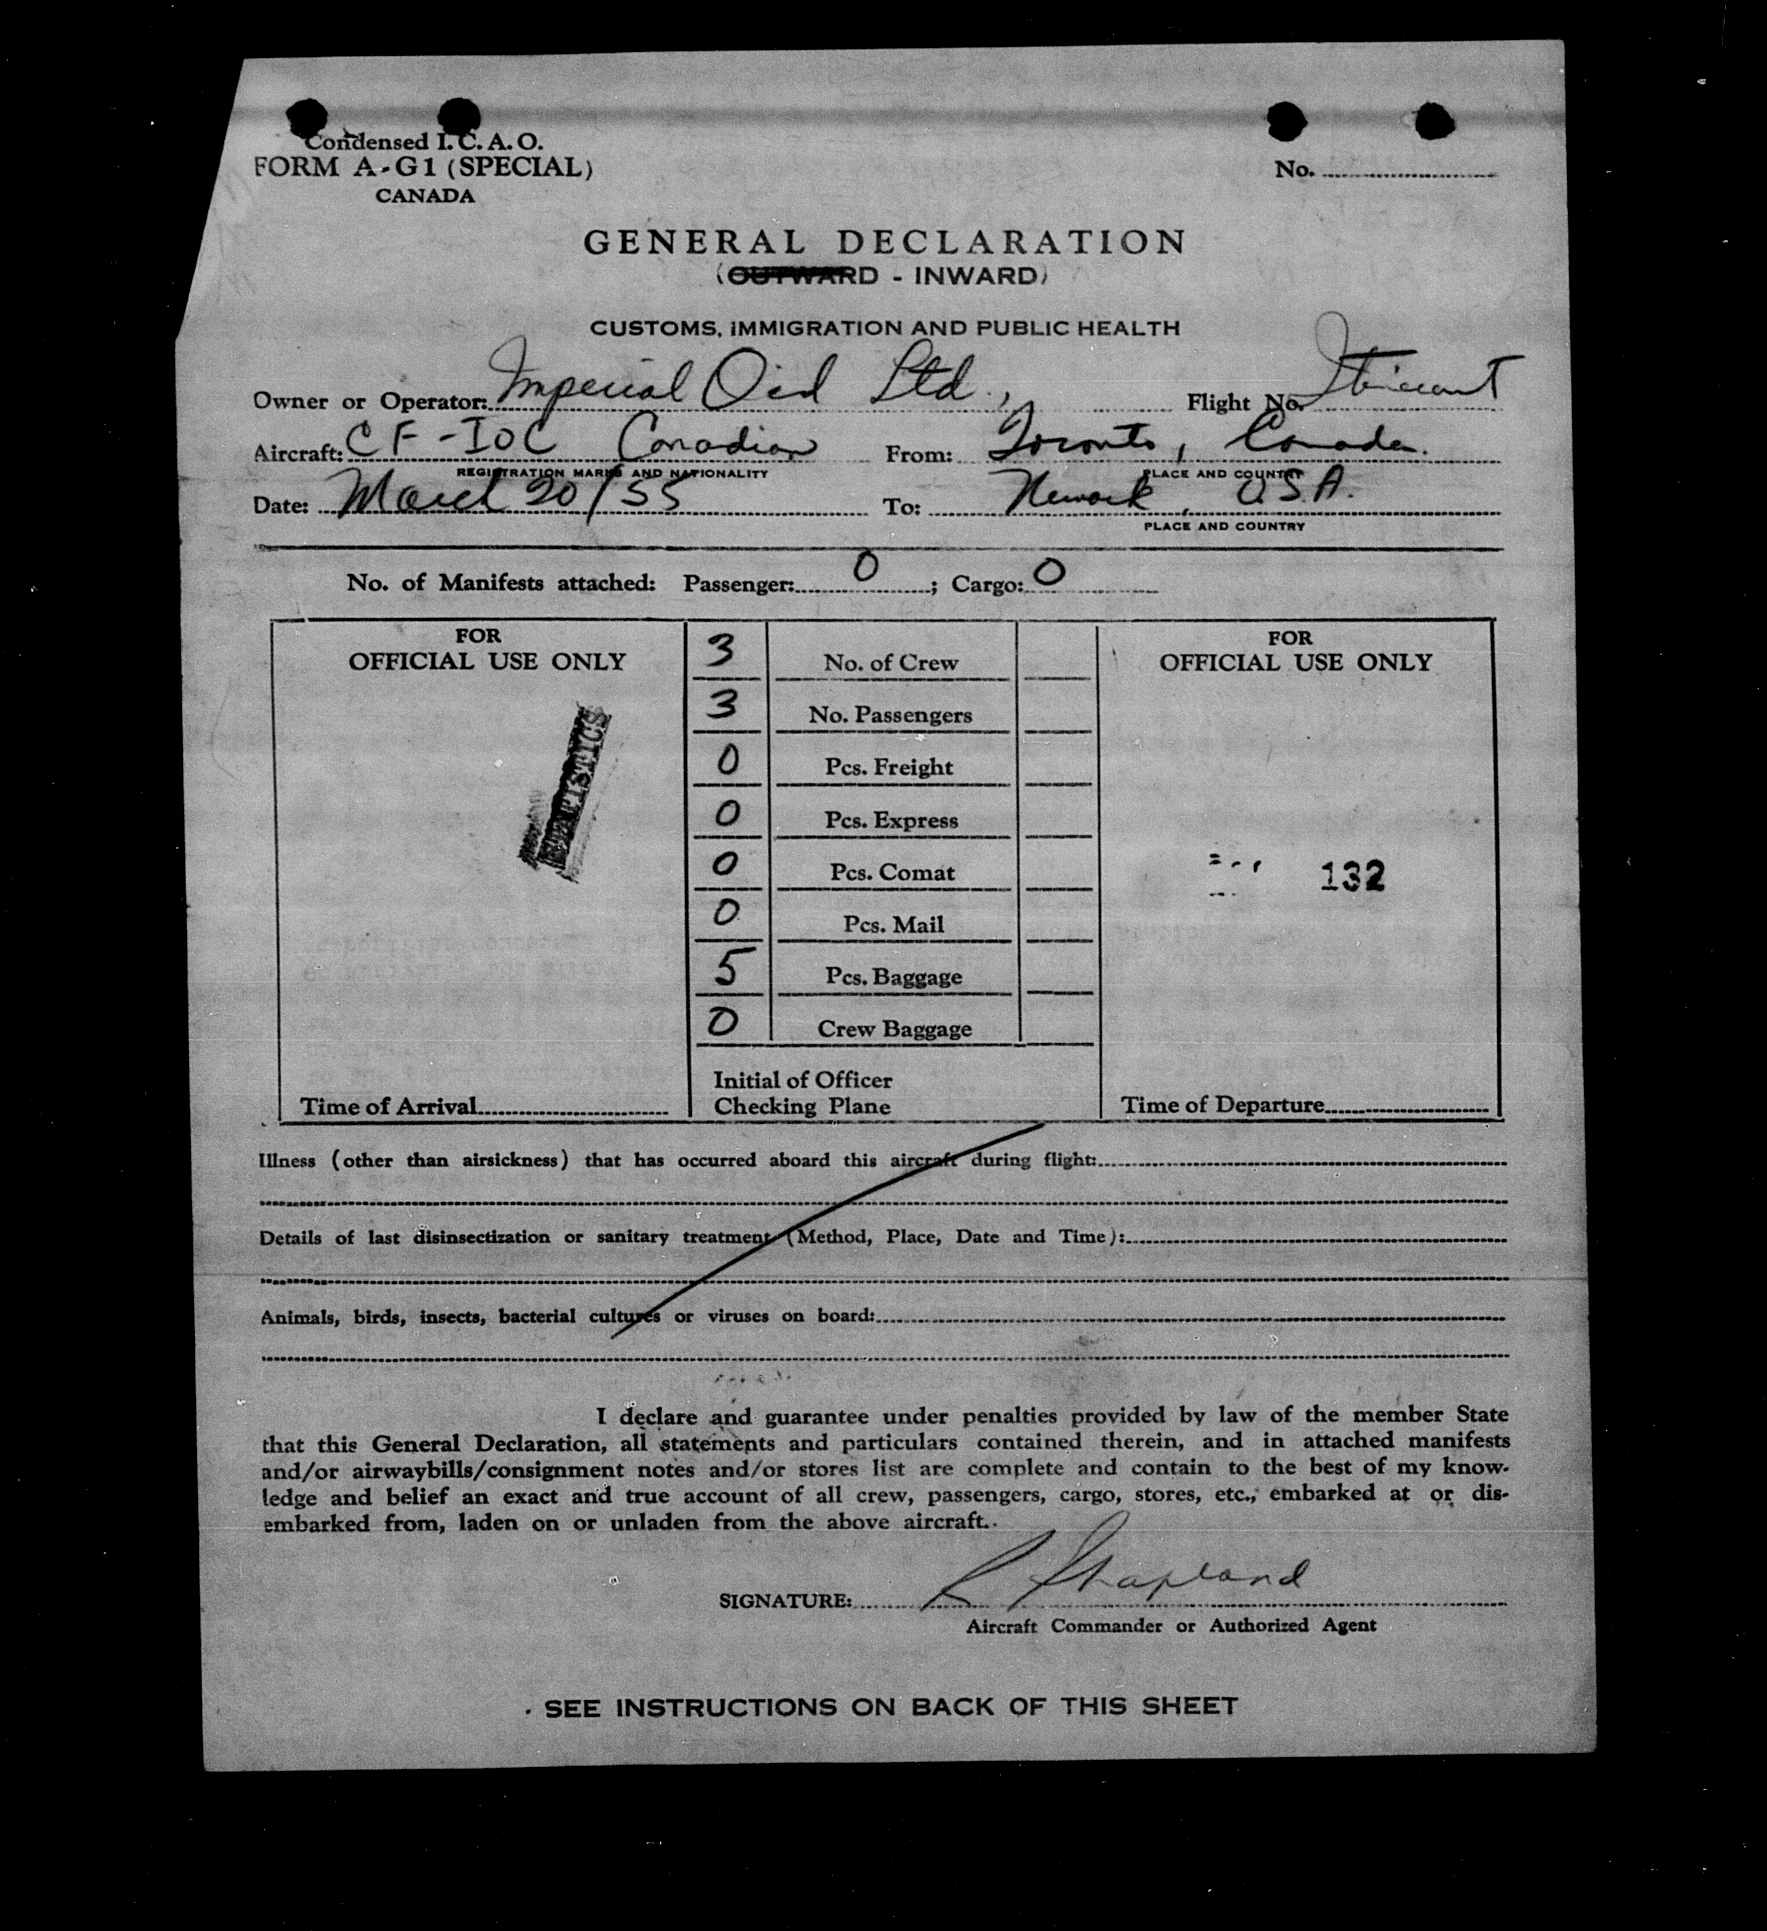 Condensed I. C. A. O.
FORM A-G1 (SPECIAL)
CANADA
No.
GENERAL DECLARATION
(OUTWARD - INWARD)
CUSTOMS, IMMIGRATION AND PUBLIC HEALTH
Owner or Operator: Imperial Oil Ltd., Flight No. Itinerant
Aircraft: CF-IOC Canadian From: Toronto, Canada.
REGISTRATION MARKS AND NATIONALITY PLACE AND COUNTRY
Date: March 20/55 To: Newark, U.S.A.
PLACE AND COUNTRY
No. of Manifests attached: Passenger: 0 ; Cargo: 0
FOR
OFFICIAL USE ONLY
3 No. of Crew
3 No. Passengers
0 Pcs. Freight
0 Pcs. Express
0 Pcs. Comat
0 Pcs. Mail
5 Pcs. Baggage
0 Crew Baggage
FOR
OFFICIAL USE ONLY
STATISTICS
132
Time of Arrival
Initial of Officer
Checking Plane
Time of Departure
Illness (other than airsickness) that has occurred aboard this aircraft during flight:
Details of last disinsectization or sanitary treatment (Method, Place, Date and Time):
Animals, birds, insects, bacterial cultures or viruses on board:
I declare and guarantee under penalties provided by law of the member State
that this General Declaration, all statements and particulars contained therein, and in attached manifests
and/or airwaybills/consignment notes and/or stores list are complete and contain to the best of my know-
ledge and belief an exact and true account of all crew, passengers, cargo, stores, etc., embarked at or dis-
embarked from, laden on or unladen from the above aircraft.
SIGNATURE: R Shapland
Aircraft Commander or Authorized Agent
SEE INSTRUCTIONS ON BACK OF THIS SHEET